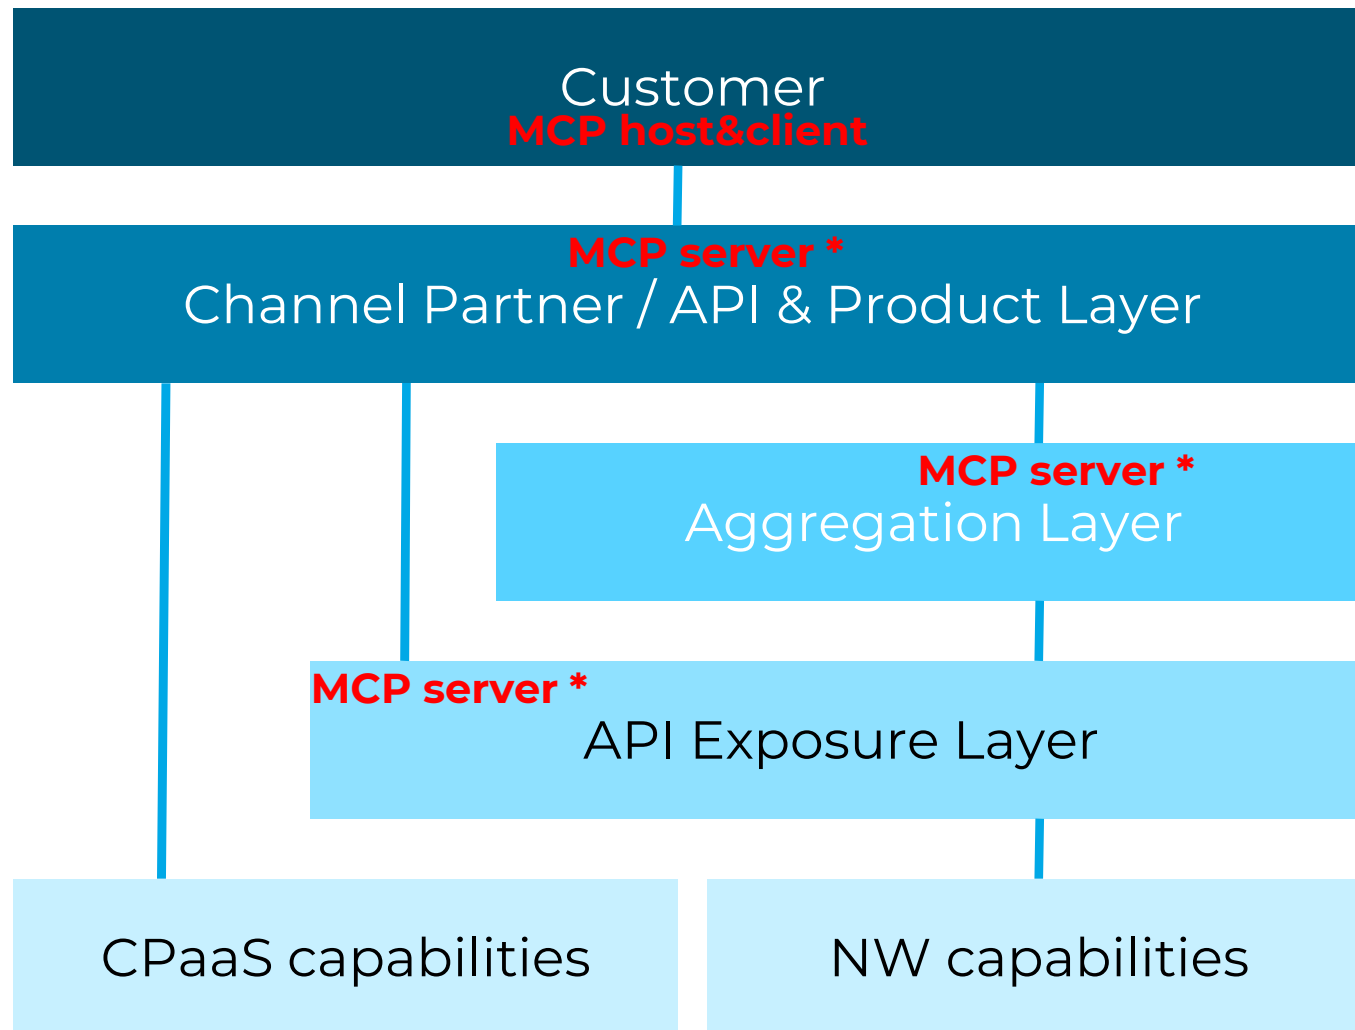 Customer
MCP host&client
MCP server *
Channel Partner / API & Product Layer
MCP server *
Aggregation Layer
MCP server *
API Exposure Layer
CPaaS capabilities
NW capabilities